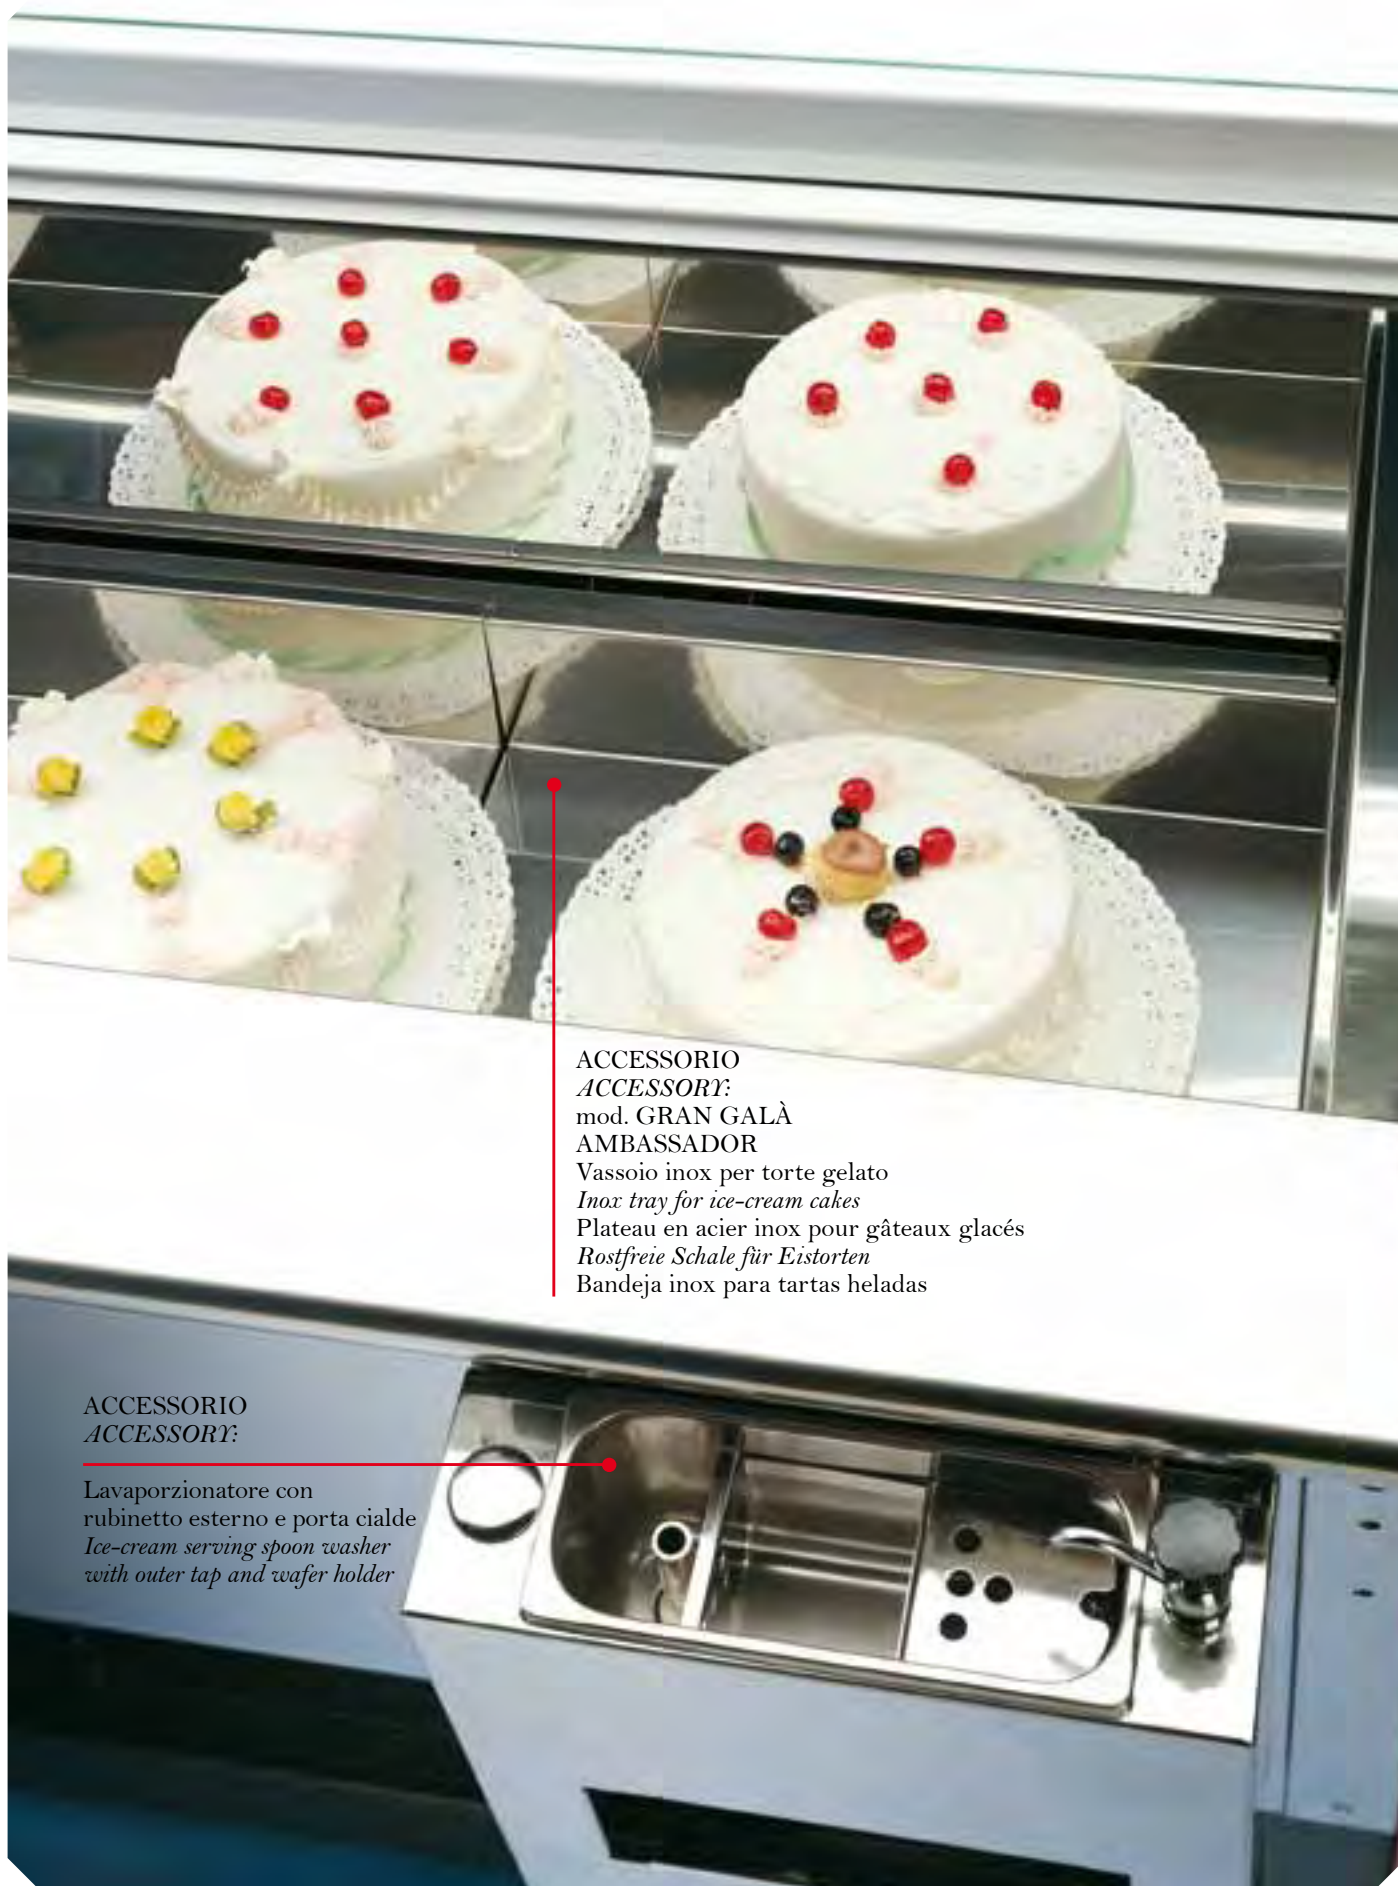 ACCESSORIO
ACCESSORY:
mod. GRAN GALÀ
AMBASSADOR
Vassoio inox per torte gelato
Inox tray for ice-cream cakes
Plateau en acier inox pour gâteaux glacés
Rostfreie Schale für Eistorten
Bandeja inox para tartas heladas
ACCESSORIO
ACCESSORY:
Lavaporzionatore con
rubinetto esterno e porta cialde
Ice-cream serving spoon washer
with outer tap and wafer holder